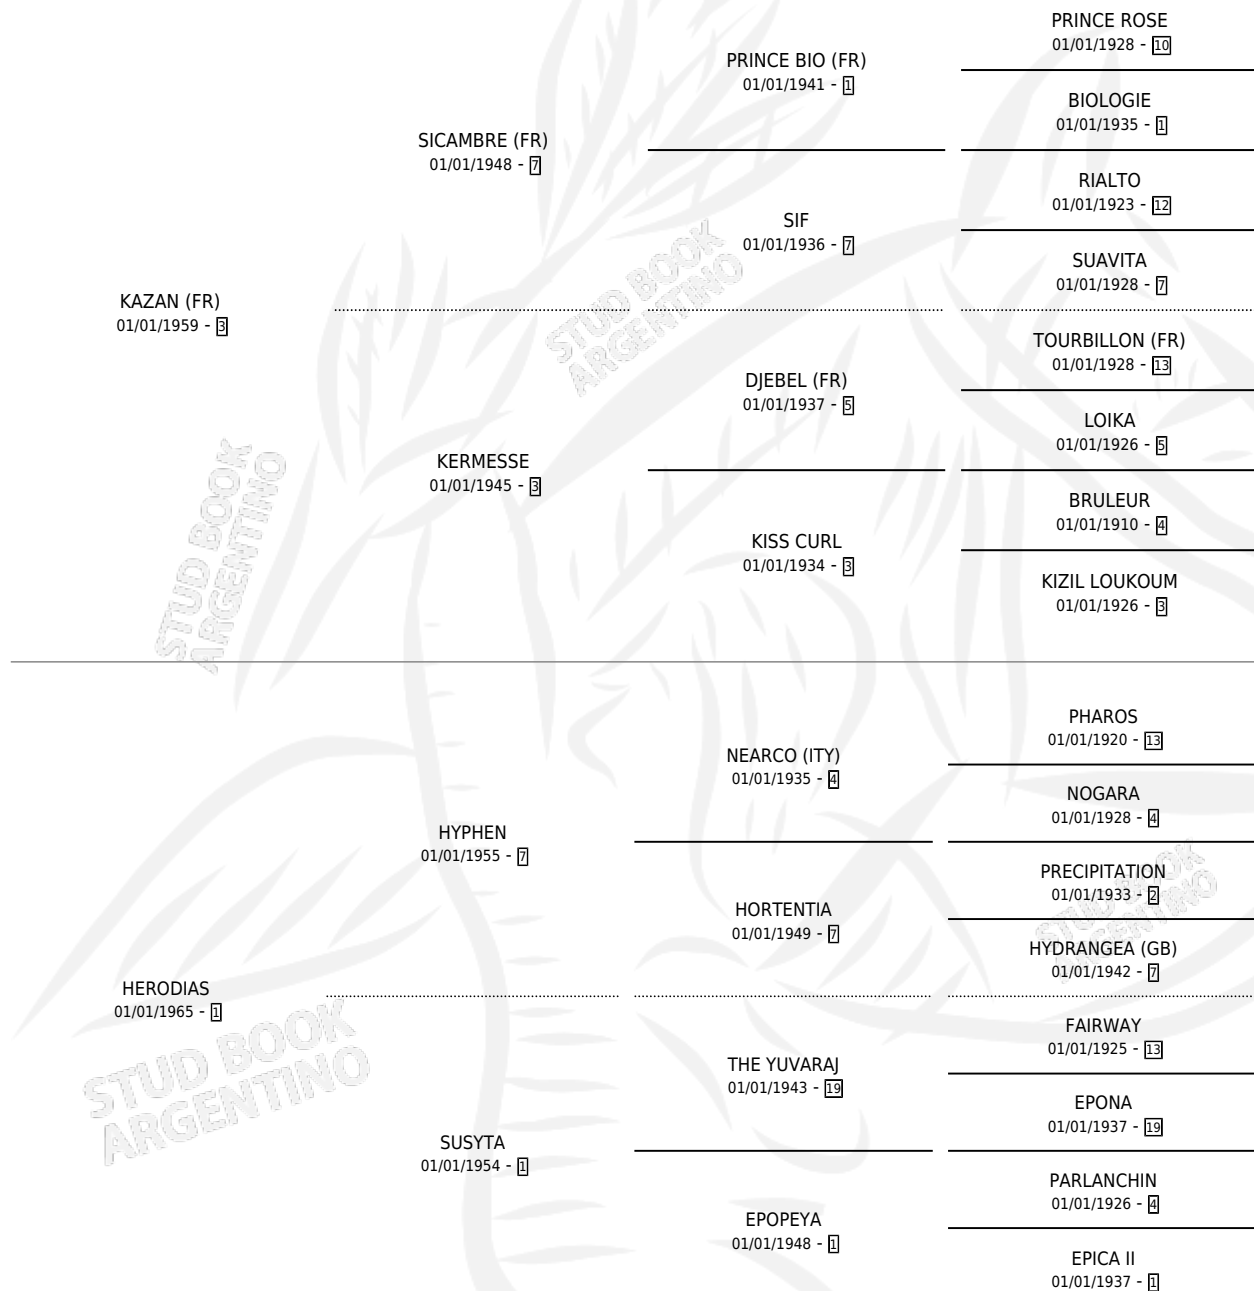 PRINCE ROSE
01/01/1928 - 10
PRINCE BIO (FR)
01/01/1941 - 1
BIOLOGIE
01/01/1935 - 1
SICAMBRE (FR)
01/01/1948 - 7
RIALTO
01/01/1923 - 12
SIF
01/01/1936 - 7
SUAVITA
01/01/1928 - 7
KAZAN (FR)
01/01/1959 - 3
STUD BOOK
ARGENTINO
TOURBILLON (FR)
01/01/1928 - 13
DJEBEL (FR)
01/01/1937 - 5
LOIKA
01/01/1926 - 5
KERMESSE
01/01/1945 - 3
BRULEUR
01/01/1910 - 4
KISS CURL
01/01/1934 - 3
KIZIL LOUKOUM
01/01/1926 - 3
STUD BOOK
ARGENTINO
PHAROS
01/01/1920 - 13
NEARCO (ITY)
01/01/1935 - 4
NOGARA
01/01/1928 - 4
HYPHEN
01/01/1955 - 7
PRECIPITATION
01/01/1933 - 2
HORTENTIA
01/01/1949 - 7
HYDRANGEA (GB)
01/01/1942 - 7
STUD BOOK
ARGENTINO
HERODIAS
01/01/1965 - 1
FAIRWAY
01/01/1925 - 13
THE YUVARAJ
01/01/1943 - 19
EPONA
01/01/1937 - 19
STUD BOOK
ARGENTINO
SUSYTA
01/01/1954 - 1
PARLANCHIN
01/01/1926 - 4
EPOPEYA
01/01/1948 - 1
EPICA II
01/01/1937 - 1